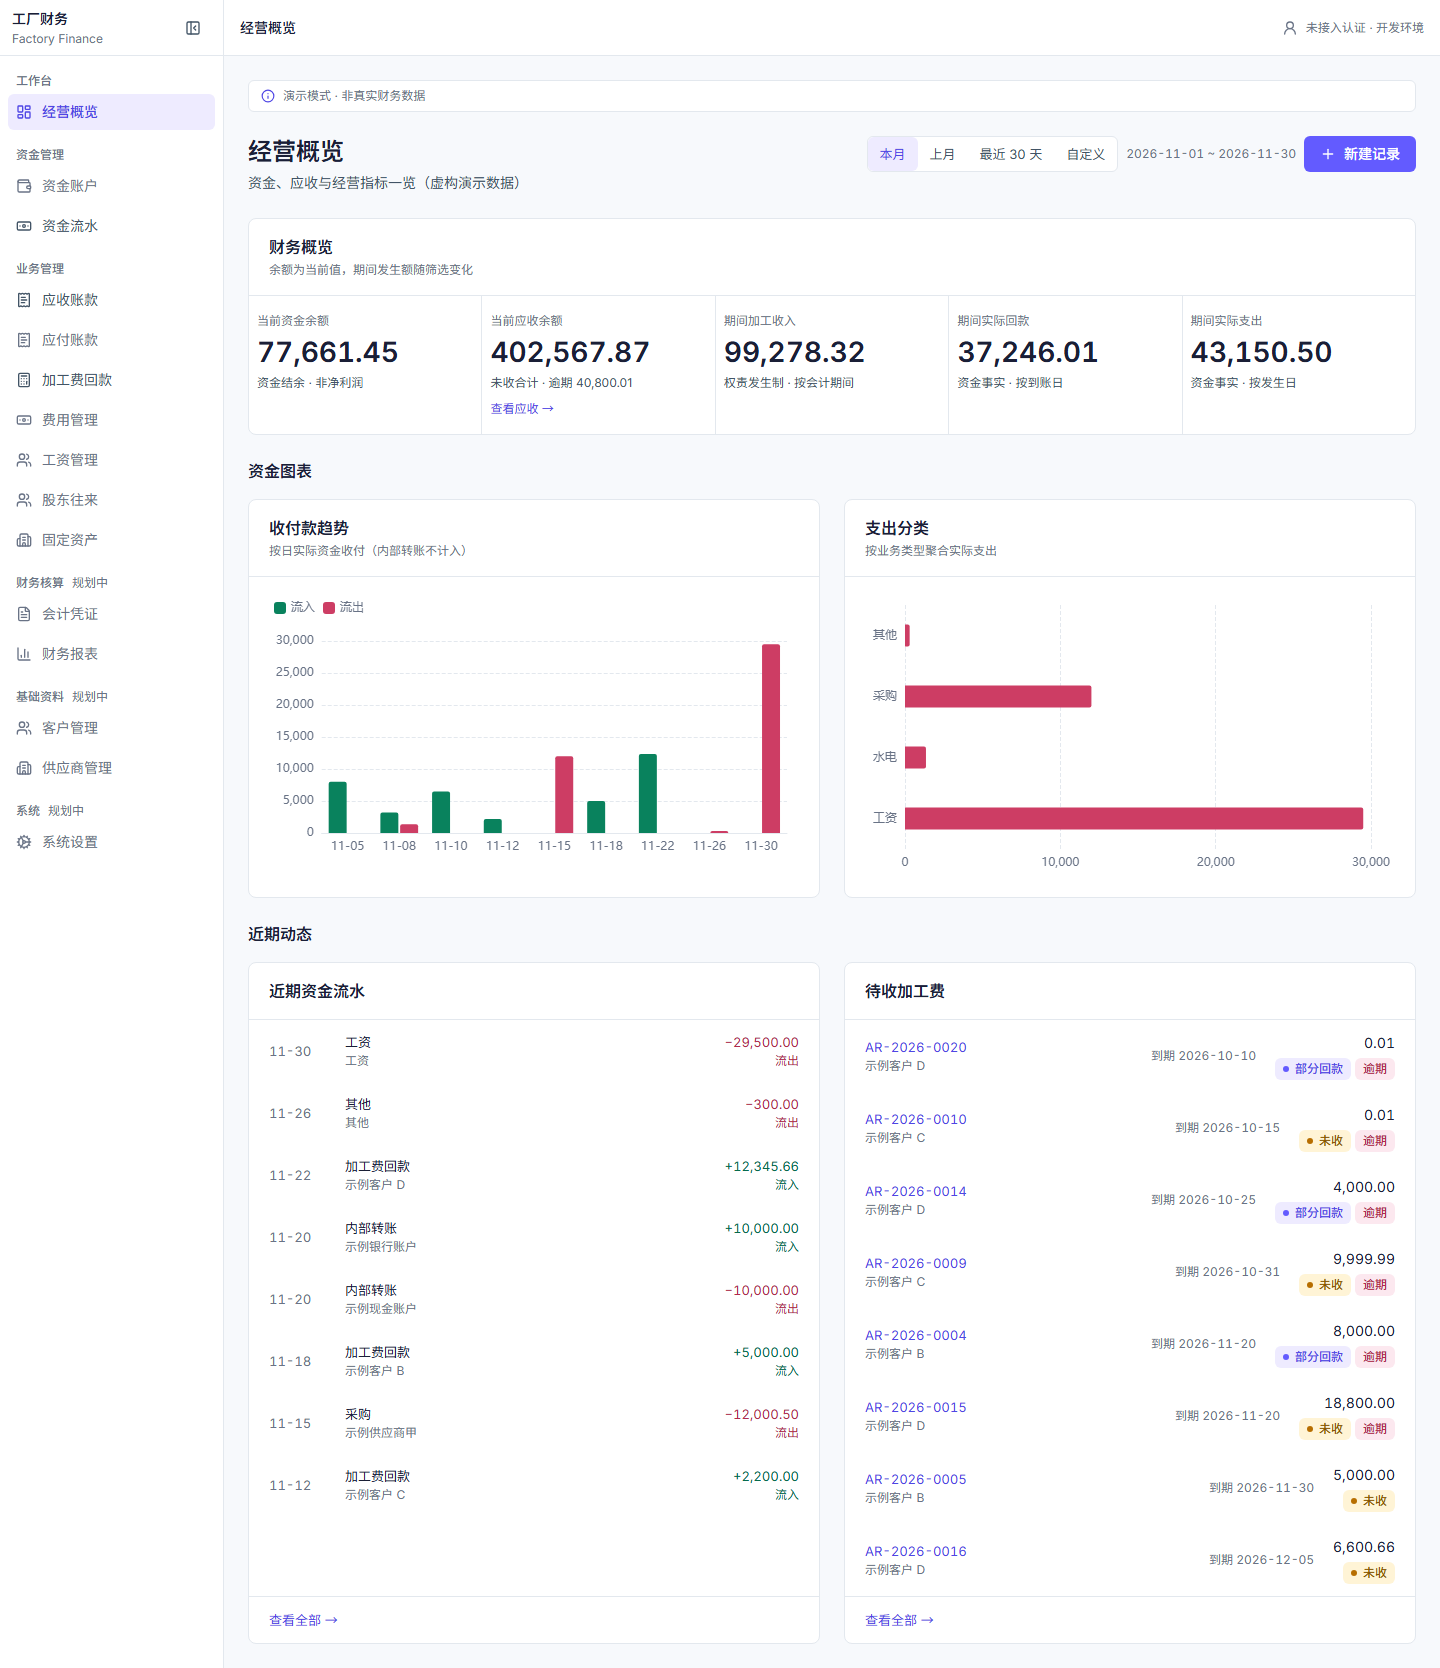 工厂财务
Factory Finance
经营概览
未接入认证 · 开发环境
工作台
经营概览
资金管理
资金账户
资金流水
业务管理
应收账款
应付账款
加工费回款
费用管理
工资管理
股东往来
固定资产
财务核算 规划中
会计凭证
财务报表
基础资料 规划中
客户管理
供应商管理
系统 规划中
系统设置
演示模式 · 非真实财务数据
经营概览
资金、应收与经营指标一览（虚构演示数据）
本月 上月 最近 30 天 自定义 2026-11-01 ~ 2026-11-30 新建记录
财务概览
余额为当前值，期间发生额随筛选变化
当前资金余额
77,661.45
资金结余 · 非净利润
当前应收余额
402,567.87
未收合计 · 逾期 40,800.01
查看应收 →
期间加工收入
99,278.32
权责发生制 · 按会计期间
期间实际回款
37,246.01
资金事实 · 按到账日
期间实际支出
43,150.50
资金事实 · 按发生日
资金图表
收付款趋势
按日实际资金收付（内部转账不计入）
流入 流出
30,000
25,000
20,000
15,000
10,000
5,000
0
11-05 11-08 11-10 11-12 11-15 11-18 11-22 11-26 11-30
支出分类
按业务类型聚合实际支出
其他
采购
水电
工资
0 10,000 20,000 30,000
近期动态
近期资金流水
11-30 工资 −29,500.00
工资 流出
11-26 其他 −300.00
其他 流出
11-22 加工费回款 +12,345.66
示例客户 D 流入
11-20 内部转账 +10,000.00
示例银行账户 流入
11-20 内部转账 −10,000.00
示例现金账户 流出
11-18 加工费回款 +5,000.00
示例客户 B 流入
11-15 采购 −12,000.50
示例供应商甲 流出
11-12 加工费回款 +2,200.00
示例客户 C 流入
查看全部 →
待收加工费
AR-2026-0020 到期 2026-10-10 0.01
示例客户 D 部分回款 逾期
AR-2026-0010 到期 2026-10-15 0.01
示例客户 C 未收 逾期
AR-2026-0014 到期 2026-10-25 4,000.00
示例客户 D 部分回款 逾期
AR-2026-0009 到期 2026-10-31 9,999.99
示例客户 C 未收 逾期
AR-2026-0004 到期 2026-11-20 8,000.00
示例客户 B 部分回款 逾期
AR-2026-0015 到期 2026-11-20 18,800.00
示例客户 D 未收 逾期
AR-2026-0005 到期 2026-11-30 5,000.00
示例客户 B 未收
AR-2026-0016 到期 2026-12-05 6,600.66
示例客户 D 未收
查看全部 →